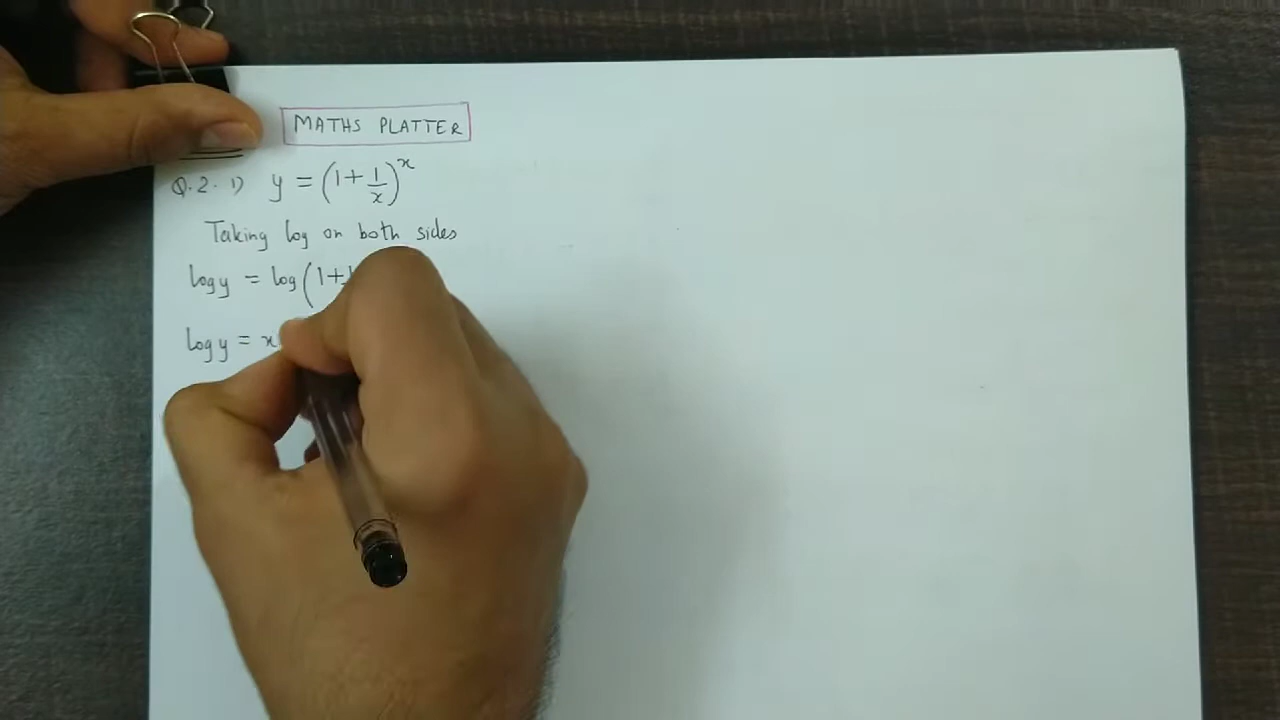 MATHS PLATTER
Q.2. 1) y = (1+1/x)^x
Taking log on both sides
log y = log(1+
log y = x